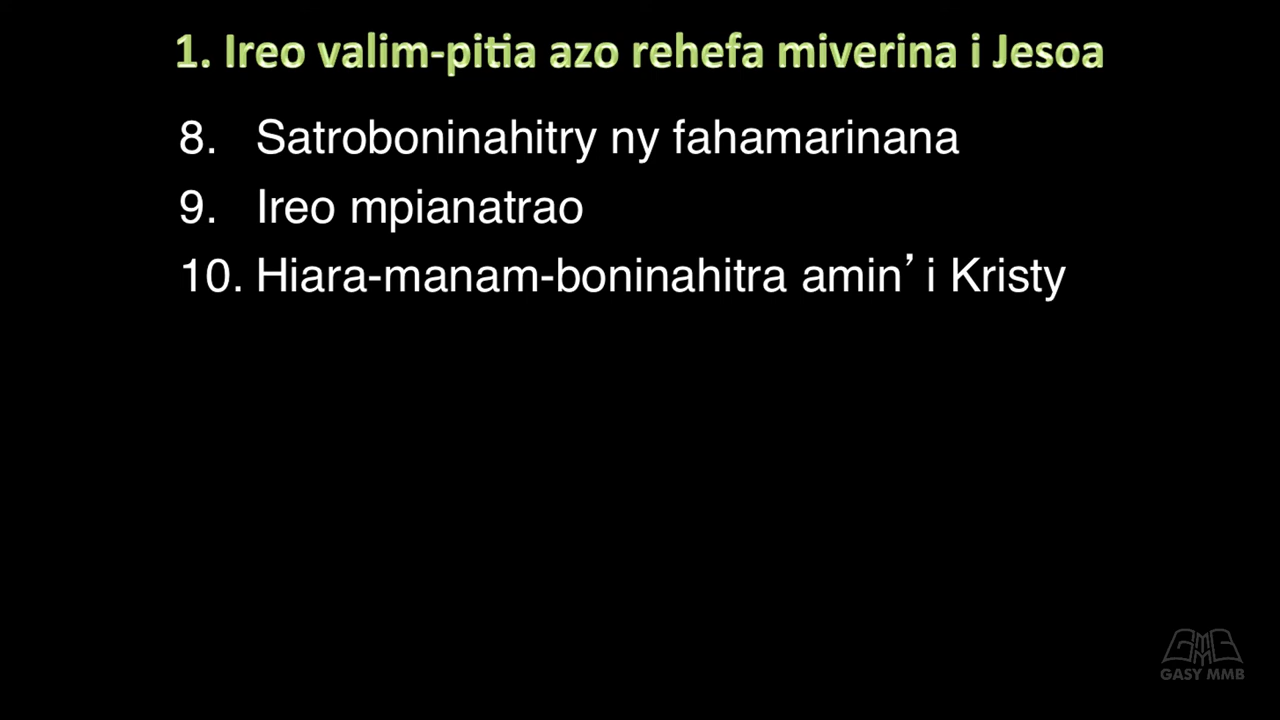 1. Ireo valim-pitia azo rehefa miverina i Jesoa
8. Satroboninahitry ny fahamarinana
9. Ireo mpianatrao
10. Hiara-manam-boninahitra amin’ i Kristy
GMMG
GASY MMB